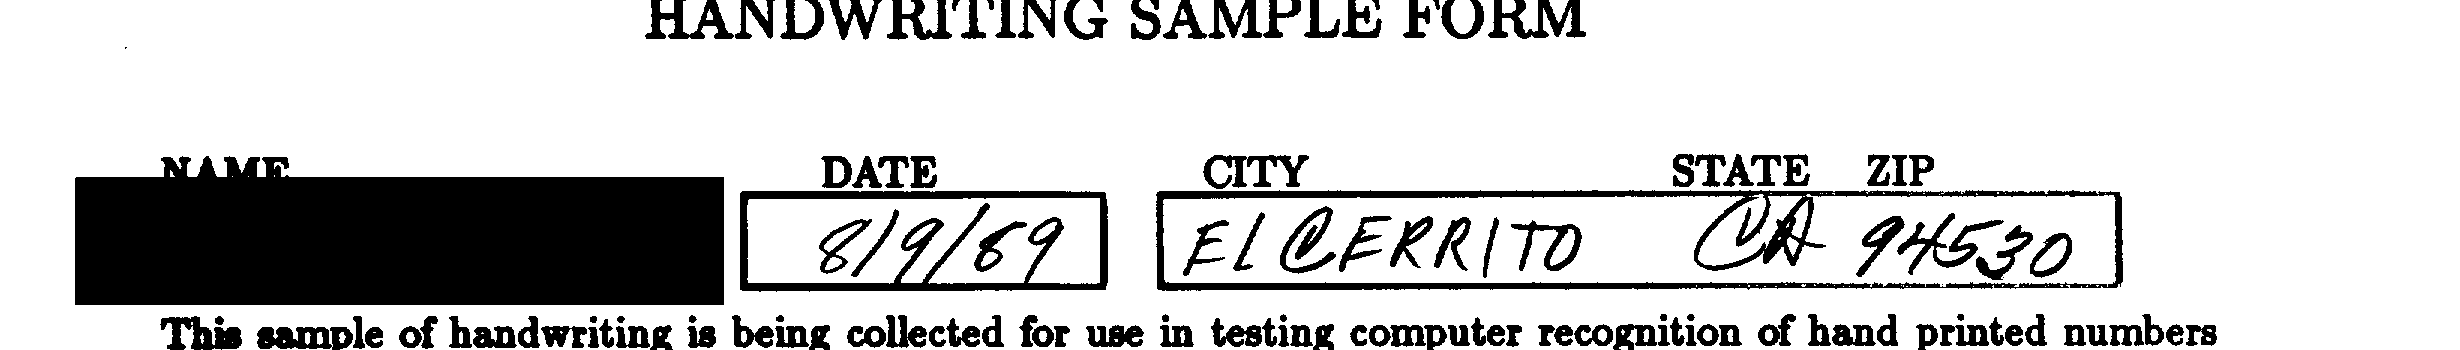 HANDWRITING SAMPLE FORM
NAME DATE CITY STATE ZIP
8/9/89 EL CERRITO CA 94530
This sample of handwriting is being collected for use in testing computer recognition of hand printed numbers